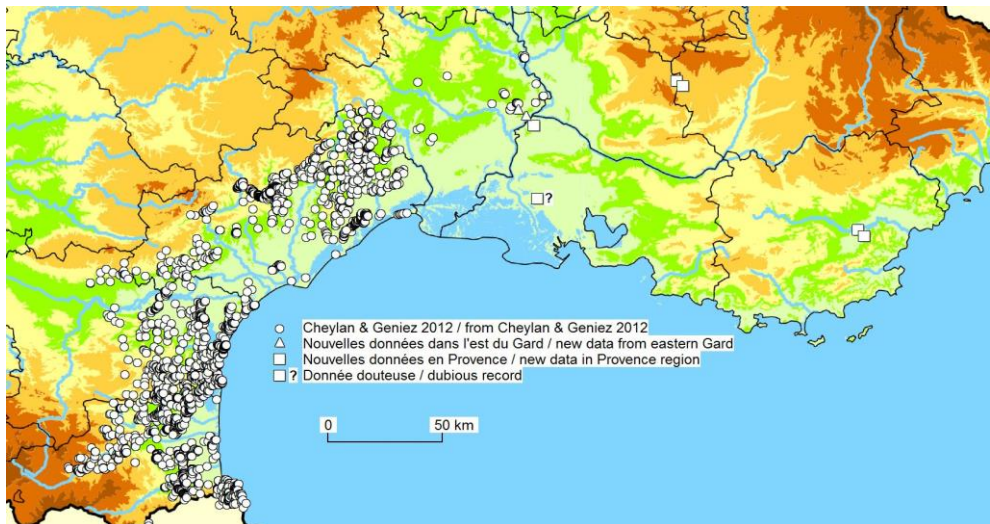 ?
Cheylan & Geniez 2012 / from Cheylan & Geniez 2012
Nouvelles données dans l'est du Gard / new data from eastern Gard
Nouvelles données en Provence / new data in Provence region
? Donnée douteuse / dubious record
0 50 km